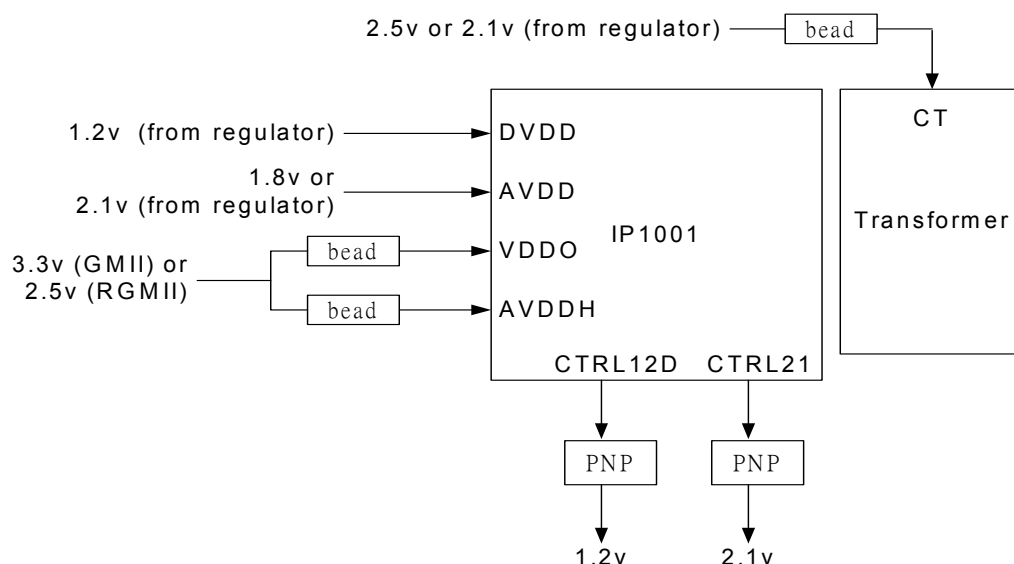 2.5v or 2.1v (from regulator)
bead
CT
Transformer
1.2v (from regulator)
1.8v or
2.1v (from regulator)
3.3v (GMII) or
2.5v (RGMII)
bead
bead
DVDD
AVDD
VDDO
AVDDH
IP1001
CTRL12D
CTRL21
PNP
PNP
1.2v
2.1v